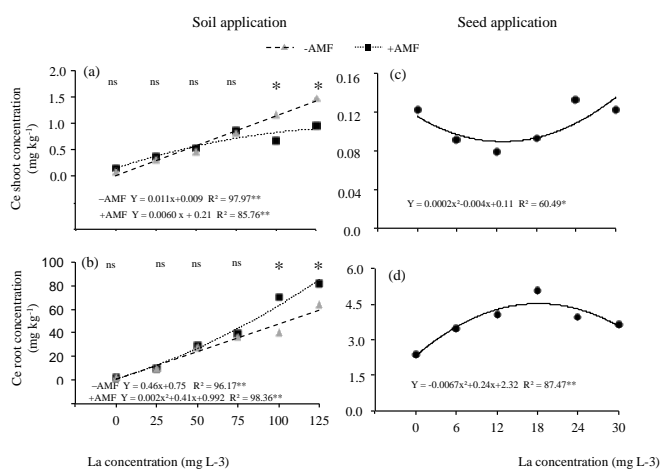 Soil application
Seed application
-AMF
+AMF
Ce shoot concentration
(mg kg⁻¹)
2.0
1.5
1.0
0.5
0.0
(a)
ns
ns
ns
ns
*
*
−AMF Y = 0.011x+0.009 R² = 97.97**
+AMF Y = 0.0060 x + 0.21 R² = 85.76**
0.16
0.12
0.08
0.04
0.0
(c)
Y = 0.0002x²-0.004x+0.11 R² = 60.49*
Ce root concentration
(mg kg⁻¹)
100
80
60
40
20
0
(b)
ns
ns
ns
ns
*
*
−AMF Y = 0.46x+0.75 R² = 96.17**
+AMF Y = 0.002x²+0.41x+0.992 R² = 98.36**
0
25
50
75
100
125
La concentration (mg L-3)
6.0
4.5
3.0
1.5
0.0
(d)
Y = -0.0067x²+0.24x+2.32 R² = 87.47**
0
6
12
18
24
30
La concentration (mg L-3)